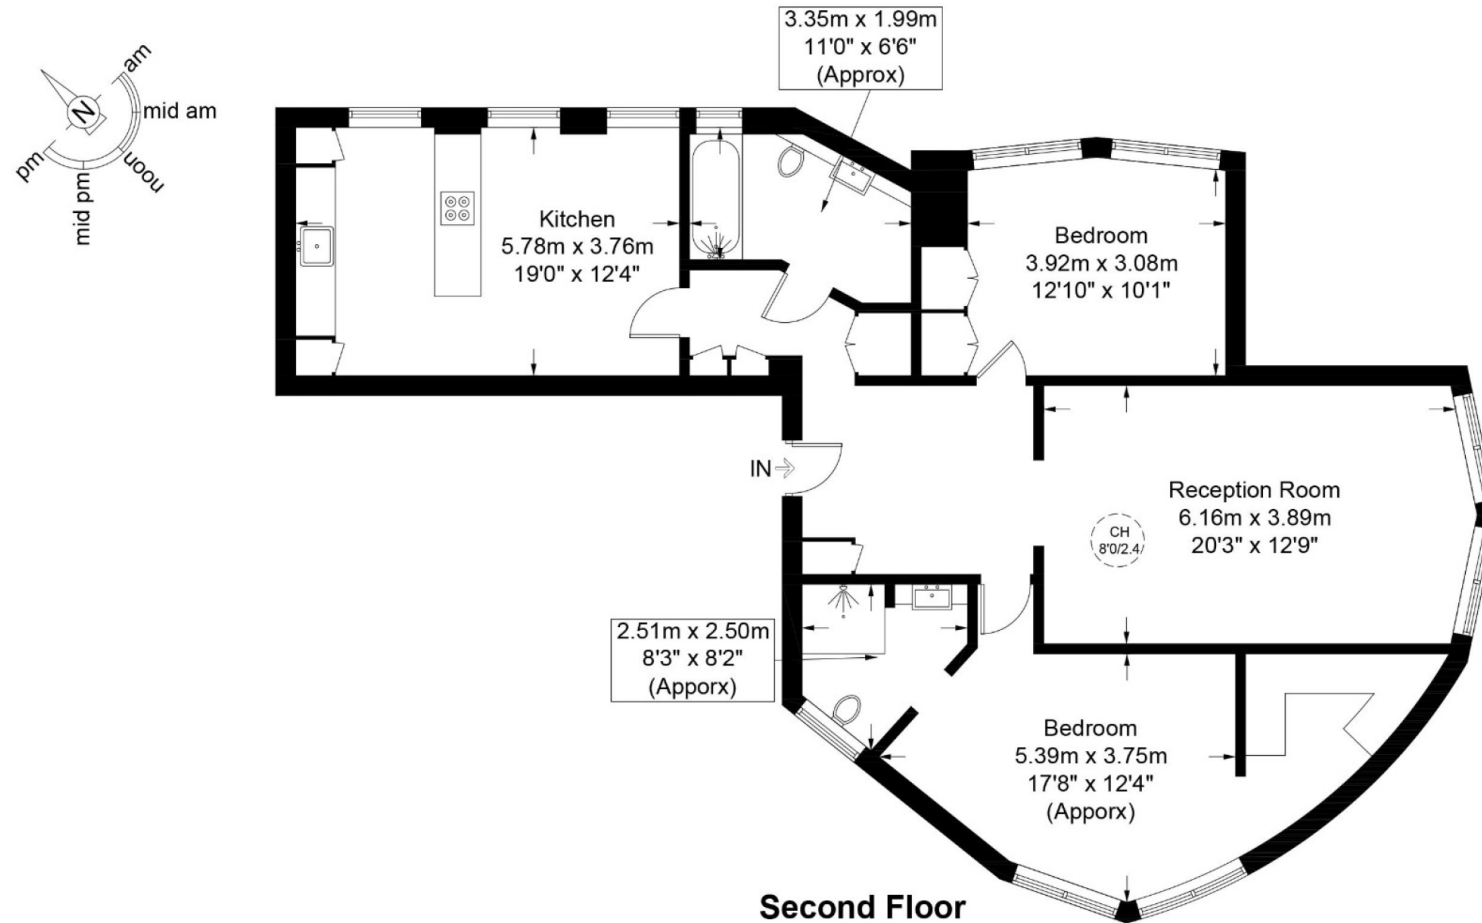 am
mid am
noon
mid pm
pm
N
3.35m x 1.99m
11'0" x 6'6"
(Approx)
Kitchen
5.78m x 3.76m
19'0" x 12'4"
Bedroom
3.92m x 3.08m
12'10" x 10'1"
IN
Reception Room
6.16m x 3.89m
20'3" x 12'9"
CH
8'0/2.4
2.51m x 2.50m
8'3" x 8'2"
(Apporx)
Bedroom
5.39m x 3.75m
17'8" x 12'4"
(Apporx)
Second Floor